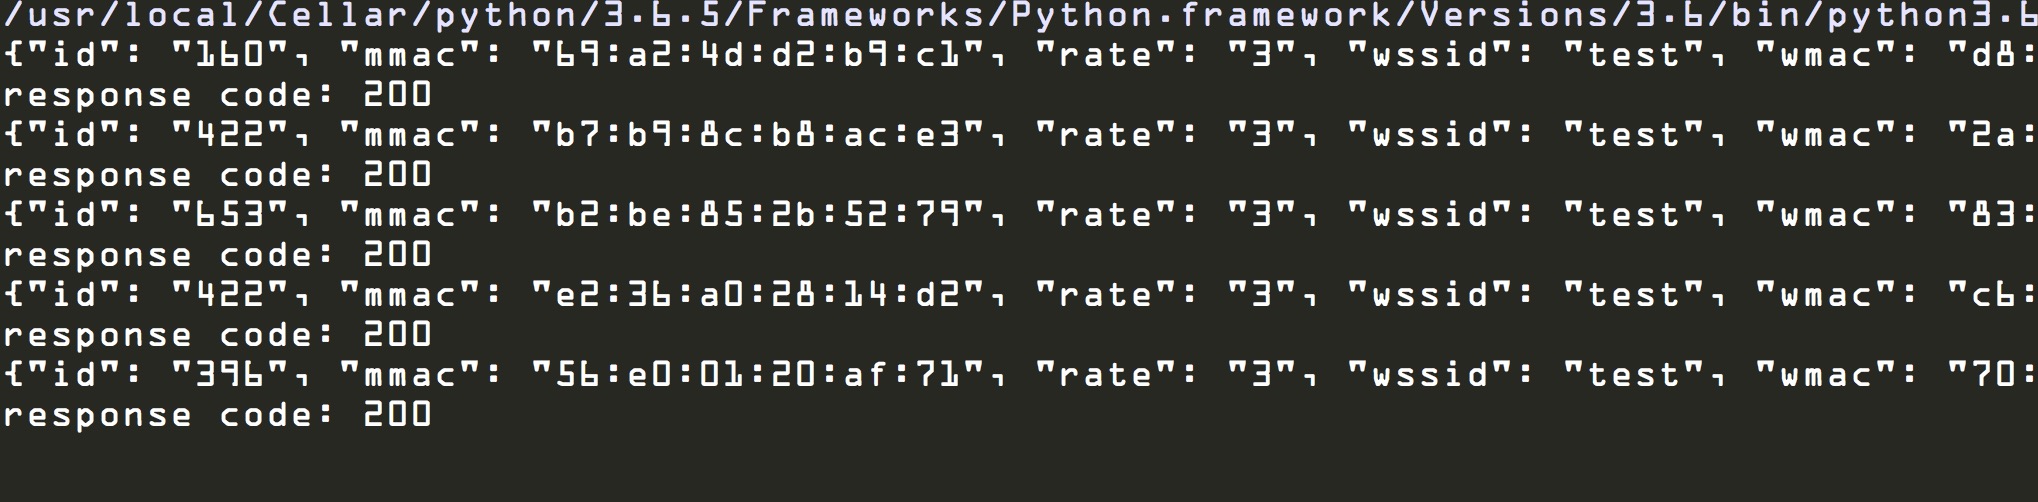 /usr/local/Cellar/python/3.6.5/Frameworks/Python.framework/Versions/3.6/bin/python3.6
{"id": "160", "mmac": "69:a2:4d:d2:b9:c1", "rate": "3", "wssid": "test", "wmac": "d8:
response code: 200
{"id": "422", "mmac": "b7:b9:8c:b8:ac:e3", "rate": "3", "wssid": "test", "wmac": "2a:
response code: 200
{"id": "653", "mmac": "b2:be:85:2b:52:79", "rate": "3", "wssid": "test", "wmac": "83:
response code: 200
{"id": "422", "mmac": "e2:36:a0:28:14:d2", "rate": "3", "wssid": "test", "wmac": "c6:
response code: 200
{"id": "396", "mmac": "56:e0:01:20:af:71", "rate": "3", "wssid": "test", "wmac": "70:
response code: 200